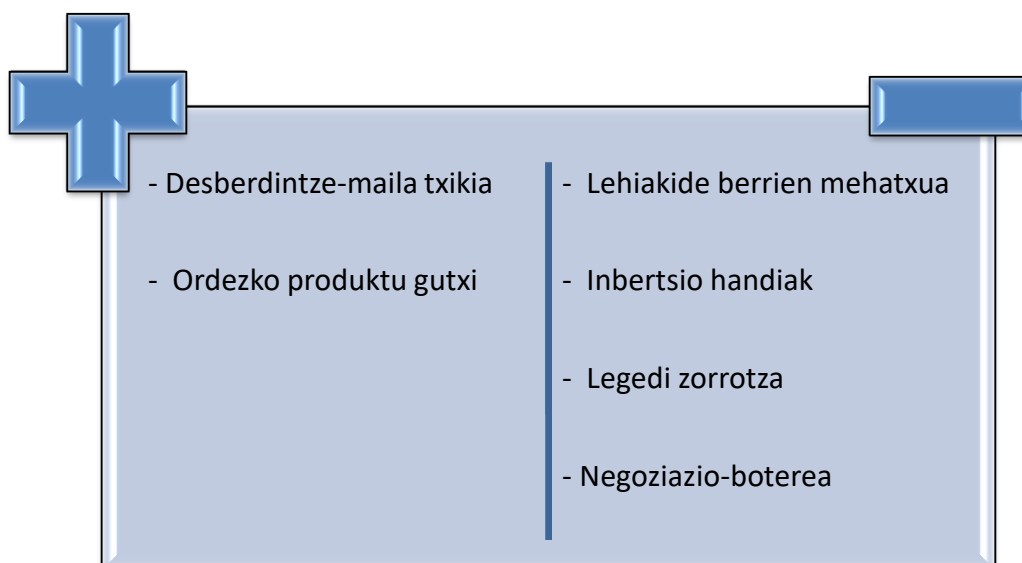 - Desberdintze-maila txikia
- Ordezko produktu gutxi
- Lehiakide berrien mehatxua
- Inbertsio handiak
- Legedi zorrotza
- Negoziazio-boterea